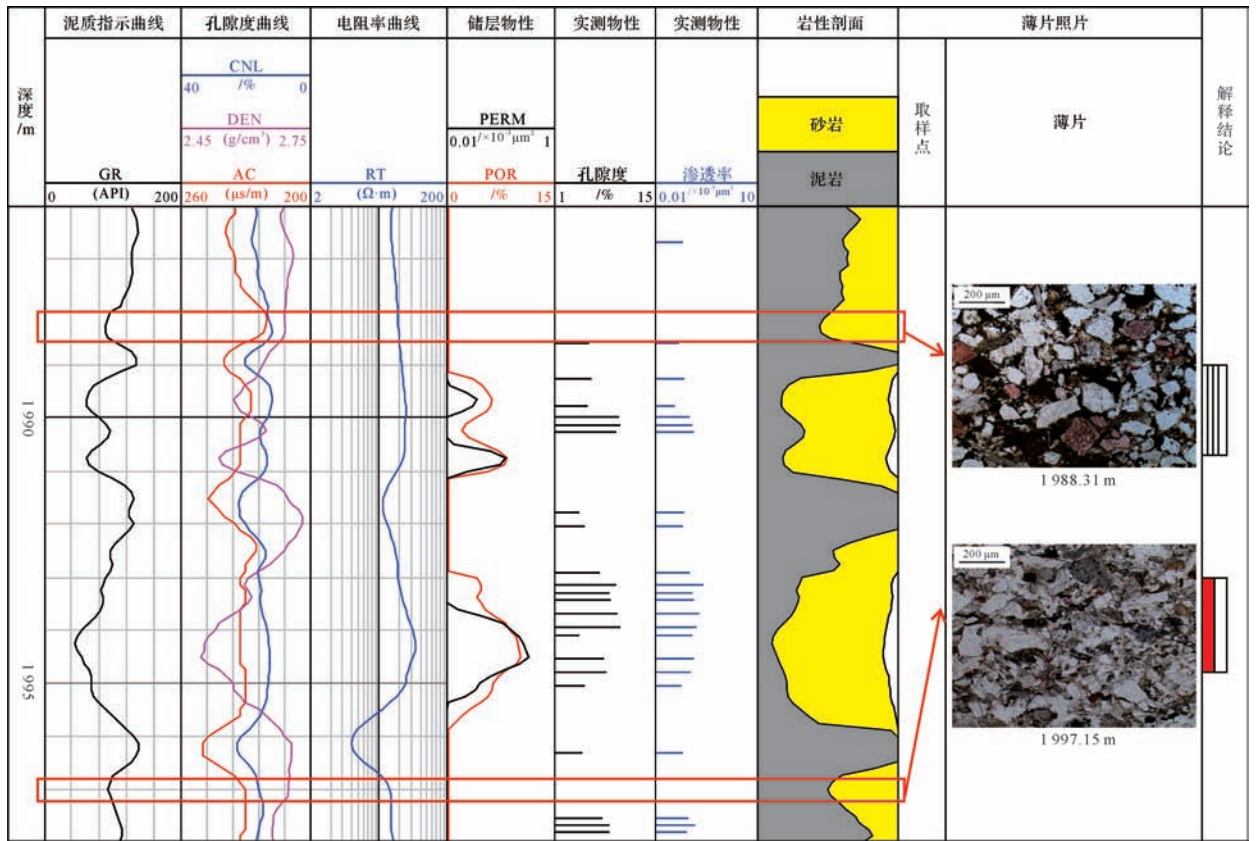 泥质指示曲线
孔隙度曲线
电阻率曲线
储层物性
实测物性
实测物性
岩性剖面
薄片照片
深度
/m
GR
(API)
0 200
CNL
40 /% 0
DEN
2.45 (g/cm³) 2.75
AC
260 (μs/m) 200
RT
2 (Ω·m) 200
PERM
0.01 /×10⁻³μm² 1
POR
0 /% 15
孔隙度
1 /% 15
渗透率
0.01 /×10⁻³μm² 10
砂岩
泥岩
取样点
薄片
解释结论
1990
1995
200 μm
1 988.31 m
200 μm
1 997.15 m